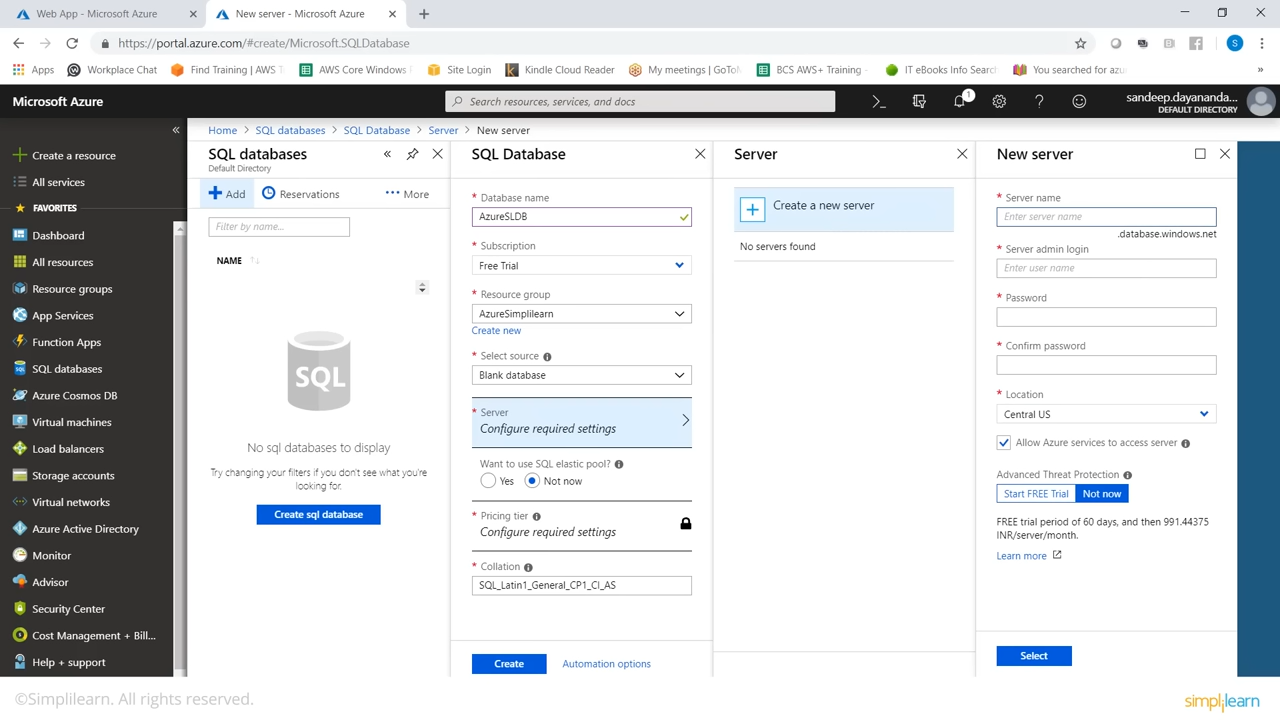 Web App - Microsoft Azure
New server - Microsoft Azure
https://portal.azure.com/#create/Microsoft.SQLDatabase
Apps
Workplace Chat
Find Training | AWS T
AWS Core Windows
Site Login
Kindle Cloud Reader
My meetings | GoTo
BCS AWS+ Training -
IT eBooks Info Search
You searched for azu
Microsoft Azure
Search resources, services, and docs
1
sandeep.dayananda...
DEFAULT DIRECTORY
S
Home > SQL databases > SQL Database > Server > New server
Create a resource
All services
FAVORITES
Dashboard
All resources
Resource groups
App Services
Function Apps
SQL databases
Azure Cosmos DB
Virtual machines
Load balancers
Storage accounts
Virtual networks
Azure Active Directory
Monitor
Advisor
Security Center
Cost Management + Bill...
Help + support
SQL databases
Default Directory
Add
Reservations
More
Filter by name...
NAME
SQL
No sql databases to display
Try changing your filters if you don't see what you're
looking for.
Create sql database
SQL Database
* Database name
AzureSLDB
* Subscription
Free Trial
* Resource group
AzureSimplilearn
Create new
* Select source
Blank database
* Server
Configure required settings
Want to use SQL elastic pool?
Yes
Not now
* Pricing tier
Configure required settings
* Collation
SQL_Latin1_General_CP1_CI_AS
Create
Automation options
Server
Create a new server
No servers found
New server
* Server name
Enter server name
.database.windows.net
* Server admin login
Enter user name
* Password
* Confirm password
* Location
Central US
Allow Azure services to access server
Advanced Threat Protection
Start FREE Trial
Not now
FREE trial period of 60 days, and then 991.44375
INR/server/month.
Learn more
Select
©Simplilearn. All rights reserved.
simplilearn